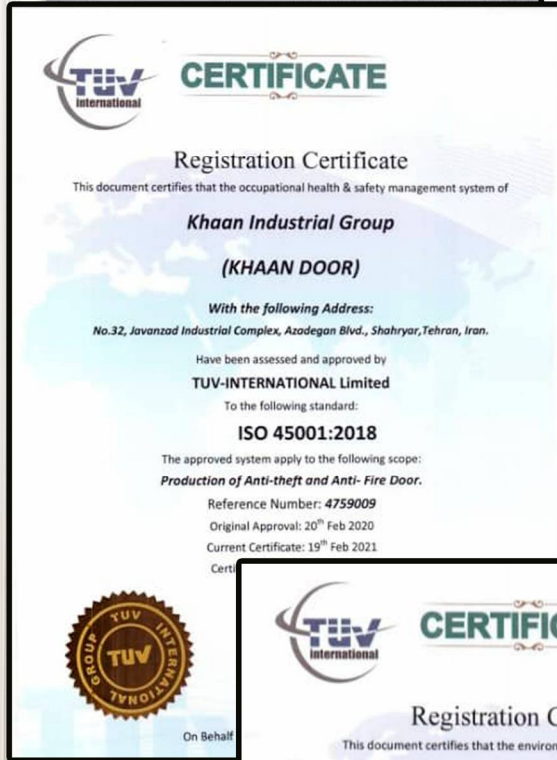 TÜV
International
CERTIFICATE
Registration Certificate
This document certifies that the occupational health & safety management system of
Khaan Industrial Group
(KHAAN DOOR)
With the following Address:
No.32, Javanzad Industrial Complex, Azadegan Blvd., Shahryar,Tehran, Iran.
Have been assessed and approved by
TUV-INTERNATIONAL Limited
To the following standard:
ISO 45001:2018
The approved system apply to the following scope:
Production of Anti-theft and Anti- Fire Door.
Reference Number: 4759009
Original Approval: 20th Feb 2020
Current Certificate: 19th Feb 2021
Certi
TUV INTERNATIONAL GROUP
TUV
On Behalf
TÜV
International
CERTIFIC
Registration C
This document certifies that the environ